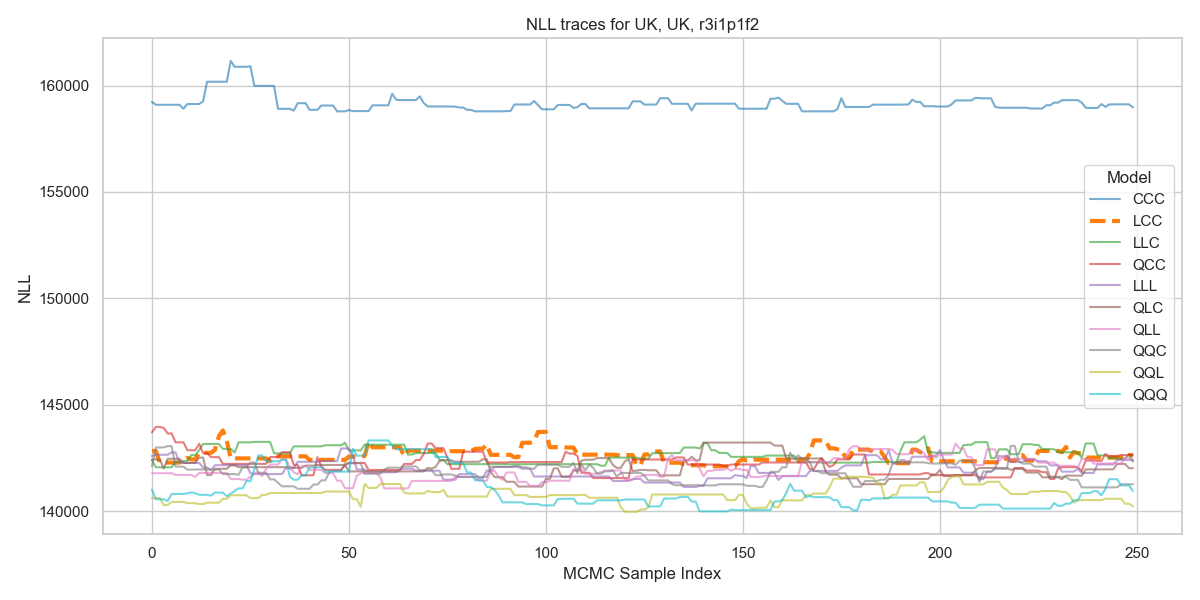 NLL traces for UK, UK, r3i1p1f2
NLL
160000
155000
150000
145000
140000
0
50
100
150
200
250
MCMC Sample Index
Model
CCC
LCC
LLC
QCC
LLL
QLC
QLL
QQC
QQL
QQQ